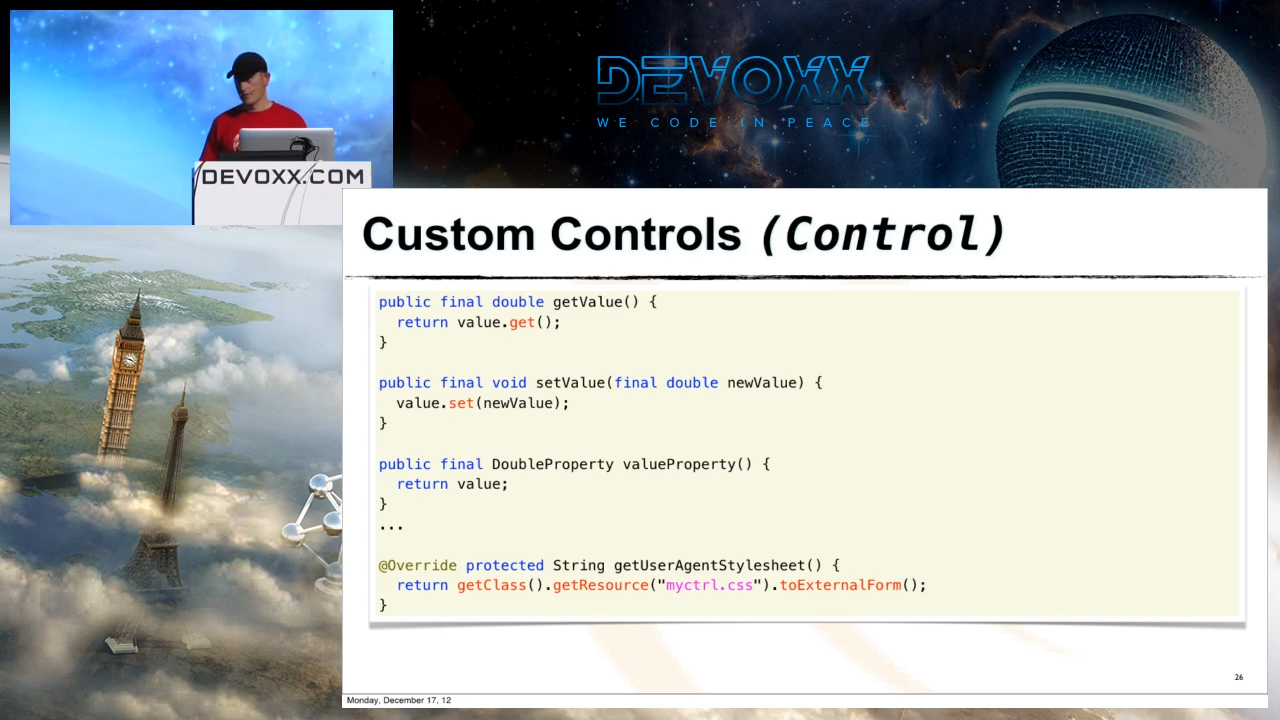 DEVOXX
WE CODE IN PEACE
DEVOXX.COM
Custom Controls (Control)
public final double getValue() {
  return value.get();
}
public final void setValue(final double newValue) {
  value.set(newValue);
}
public final DoubleProperty valueProperty() {
  return value;
}
...
@Override protected String getUserAgentStylesheet() {
  return getClass().getResource("myctrl.css").toExternalForm();
}
26
Monday, December 17, 12